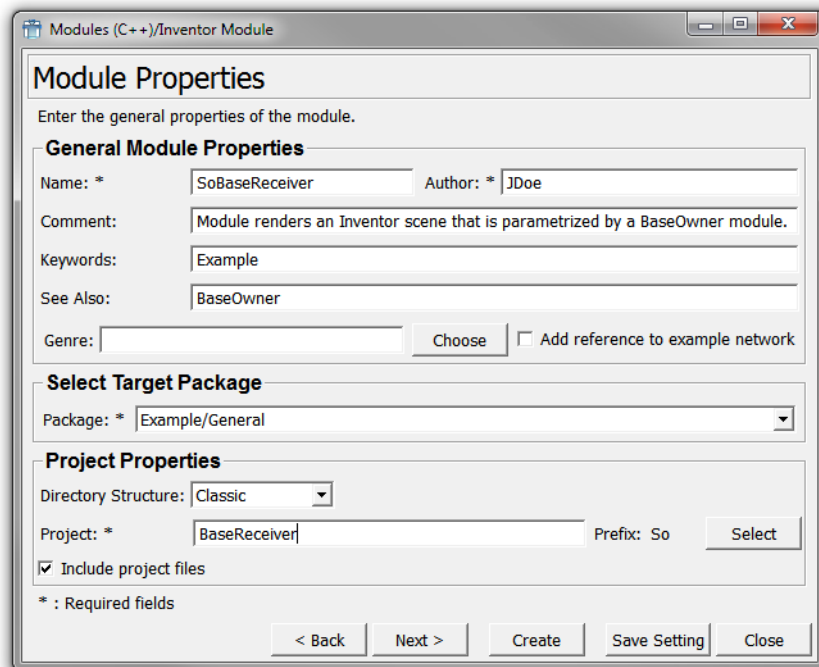 Modules (C++)/Inventor Module
Module Properties
Enter the general properties of the module.
General Module Properties
Name: * SoBaseReceiver Author: * JDoe
Comment: Module renders an Inventor scene that is parametrized by a BaseOwner module.
Keywords: Example
See Also: BaseOwner
Genre: Choose Add reference to example network
Select Target Package
Package: * Example/General
Project Properties
Directory Structure: Classic
Project: * BaseReceiver Prefix: So Select
Include project files
* : Required fields
< Back Next > Create Save Setting Close